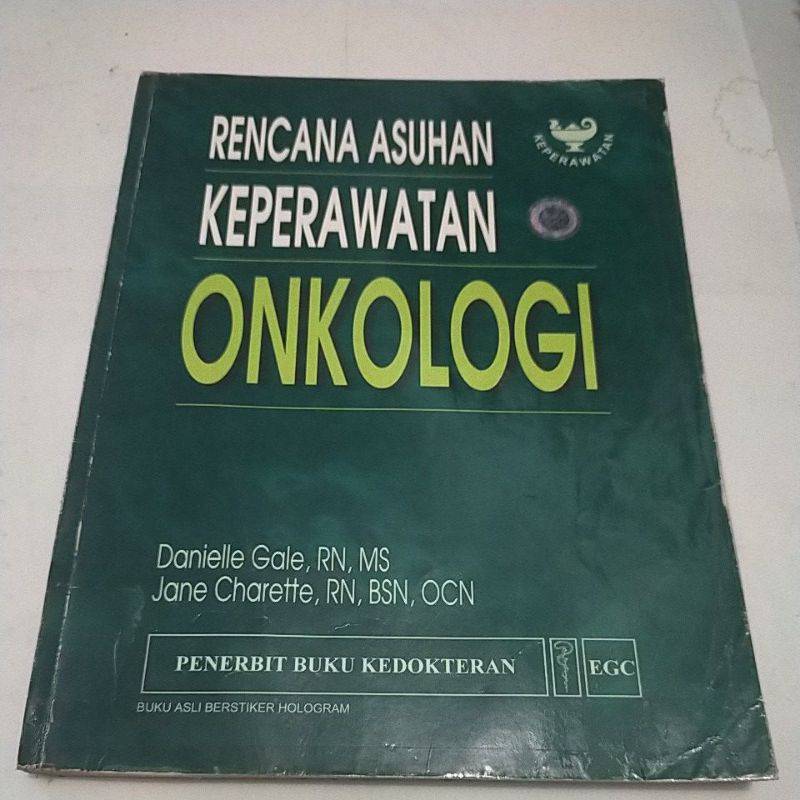 RENCANA ASUHAN
KEPERAWATAN
KEPERAWATAN
ONKOLOGI
Danielle Gale, RN, MS
Jane Charette, RN, BSN, OCN
PENERBIT BUKU KEDOKTERAN
EGC
BUKU ASLI BERSTIKER HOLOGRAM